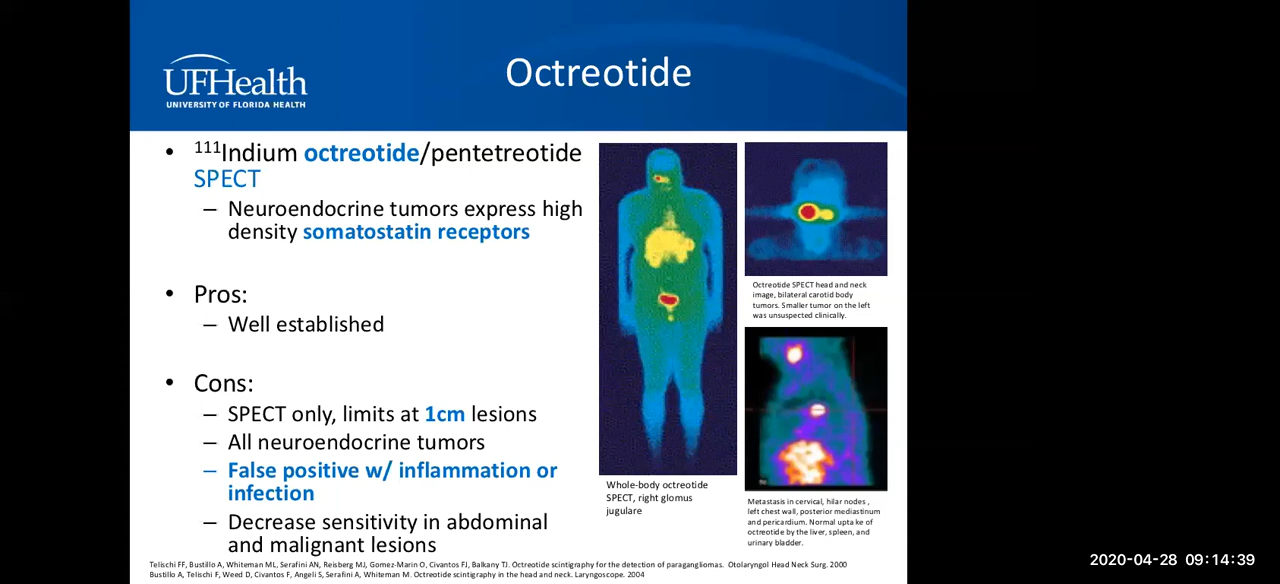 UFHealth
UNIVERSITY OF FLORIDA HEALTH
Octreotide
• ¹¹¹Indium octreotide/pentetreotide
SPECT
– Neuroendocrine tumors express high
density somatostatin receptors
• Pros:
– Well established
• Cons:
– SPECT only, limits at 1cm lesions
– All neuroendocrine tumors
– False positive w/ inflammation or
infection
– Decrease sensitivity in abdominal
and malignant lesions
Whole-body octreotide
SPECT, right glomus
jugulare
Octreotide SPECT head and neck
image, bilateral carotid body
tumors. Smaller tumor on the left
was unsuspected clinically.
Metastasis in cervical, hilar nodes ,
left chest wall, posterior mediastinum
and pericardium. Normal upta ke of
octreotide by the liver, spleen, and
urinary bladder.
Telischi FF, Bustillo A, Whiteman ML, Serafini AN, Reisberg MJ, Gomez-Marin O, Civantos FJ, Balkany TJ. Octreotide scintigraphy for the detection of paragangliomas. Otolaryngol Head Neck Surg. 2000
Bustillo A, Telischi F, Weed D, Civantos F, Angeli S, Serafini A, Whiteman M. Octreotide scintigraphy in the head and neck. Laryngoscope. 2004
2020-04-28 09:14:39